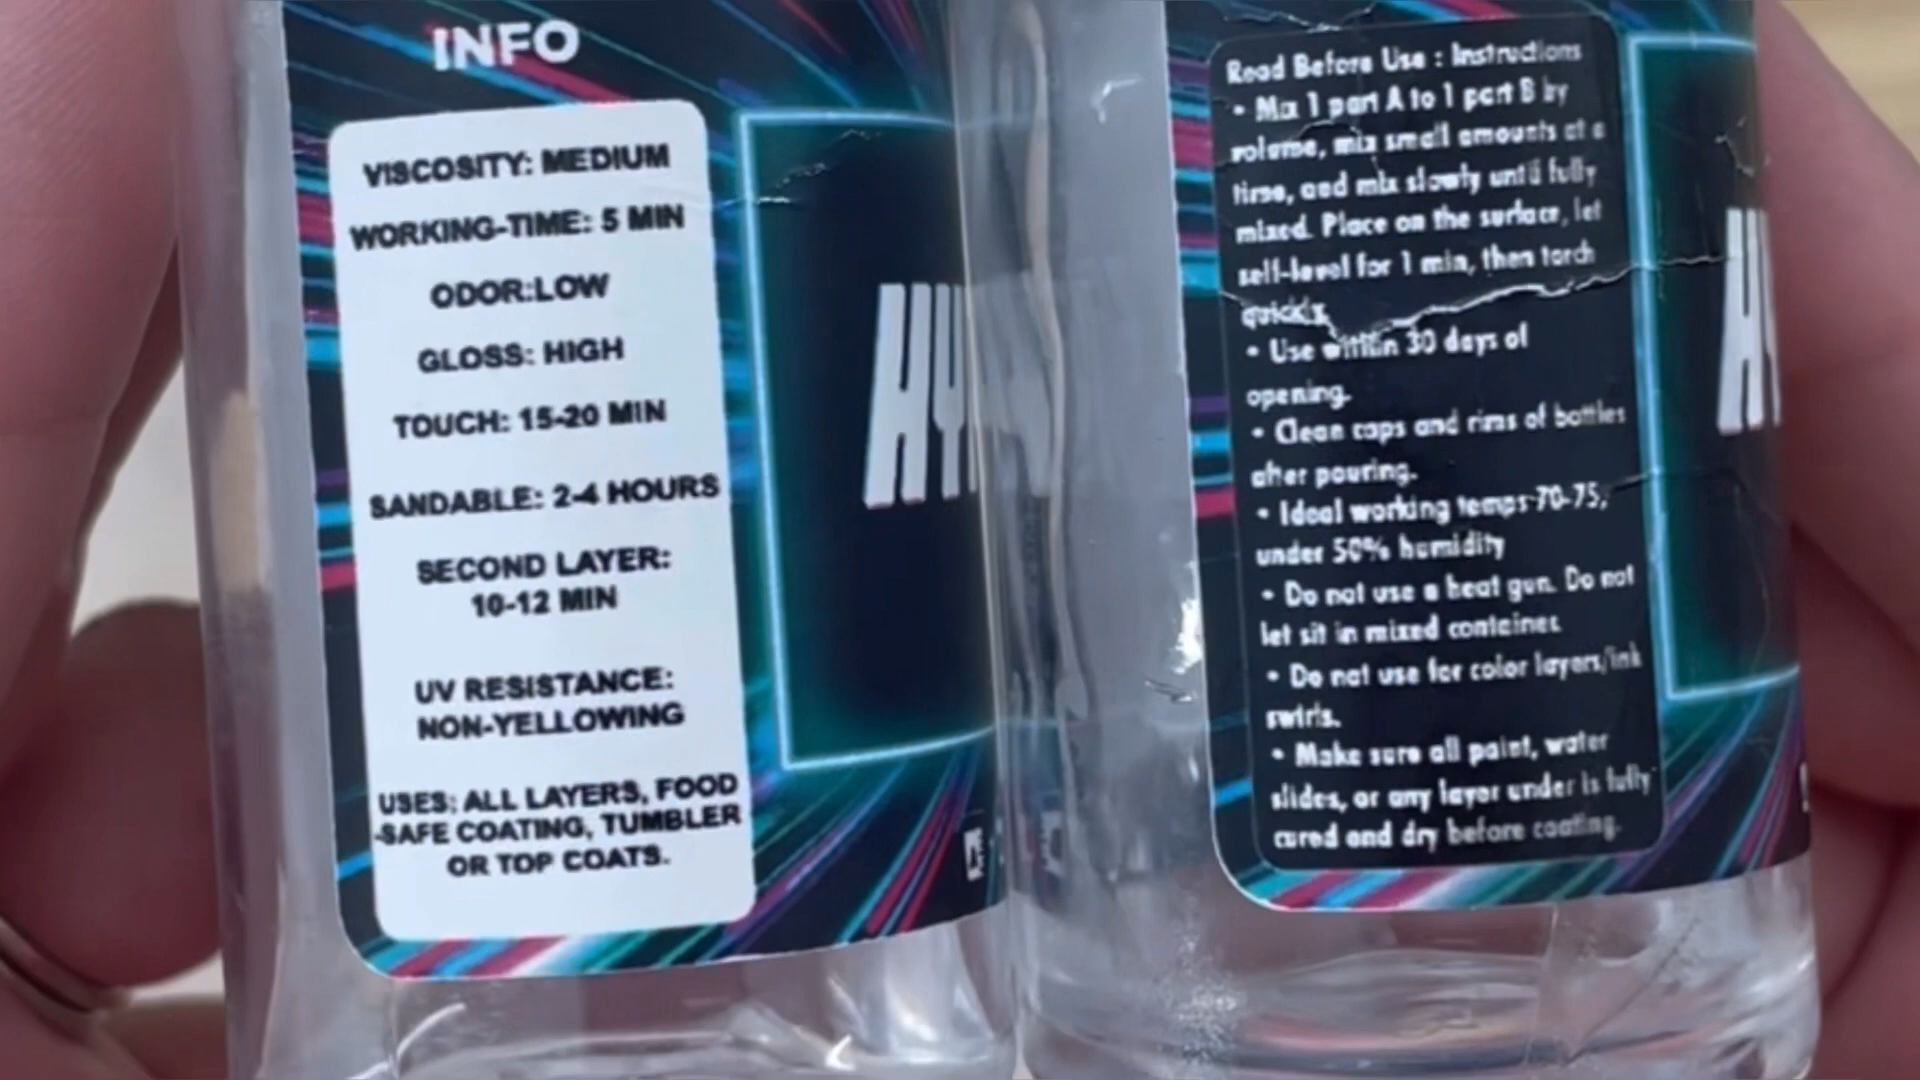 INFO
VISCOSITY: MEDIUM
WORKING-TIME: 5 MIN
ODOR:LOW
GLOSS: HIGH
TOUCH: 15-20 MIN
SANDABLE: 2-4 HOURS
SECOND LAYER:
10-12 MIN
UV RESISTANCE:
NON-YELLOWING
USES: ALL LAYERS, FOOD
-SAFE COATING, TUMBLER
OR TOP COATS.
HY
Read Before Use : Instructions
• Mix 1 part A to 1 part B by
volume, mix small amounts at a
time, and mix slowly until fully
mixed. Place on the surface, let
self-level for 1 min, then torch
quickly.
• Use within 30 days of
opening.
• Clean caps and rims of bottles
after pouring.
• Ideal working temps-70-75,
under 50% humidity
• Do not use a heat gun. Do not
let sit in mixed container.
• Do not use for color layers/ink
swirls.
• Make sure all paint, water
slides, or any layer under is fully
cured and dry before coating.